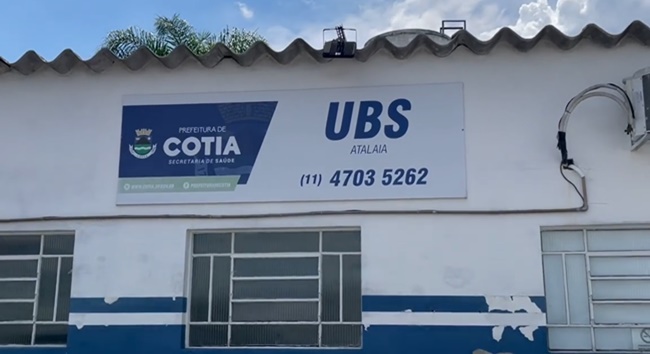 PREFEITURA DE
COTIA
SECRETARIA DE SAÚDE
UBS
ATALAIA
(11) 4703 5262